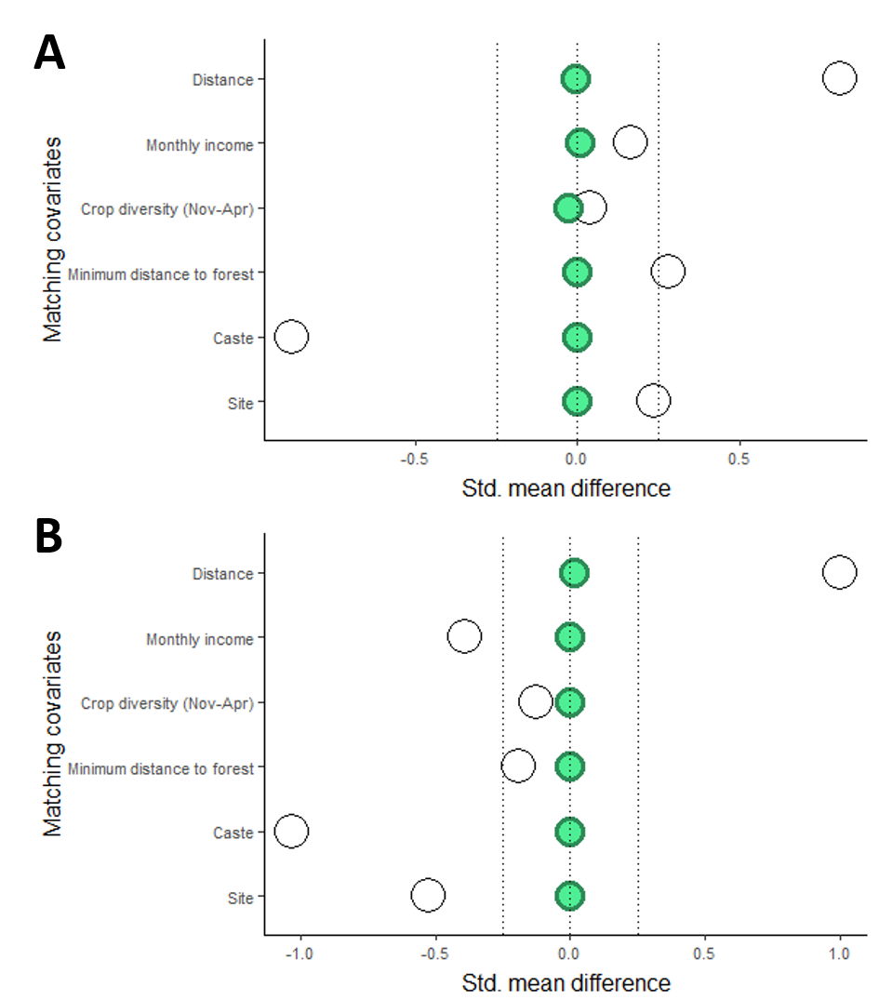 A
Matching covariates
Distance
Monthly income
Crop diversity (Nov-Apr)
Minimum distance to forest
Caste
Site
-0.5 0.0 0.5
Std. mean difference
B
Matching covariates
Distance
Monthly income
Crop diversity (Nov-Apr)
Minimum distance to forest
Caste
Site
-1.0 -0.5 0.0 0.5 1.0
Std. mean difference